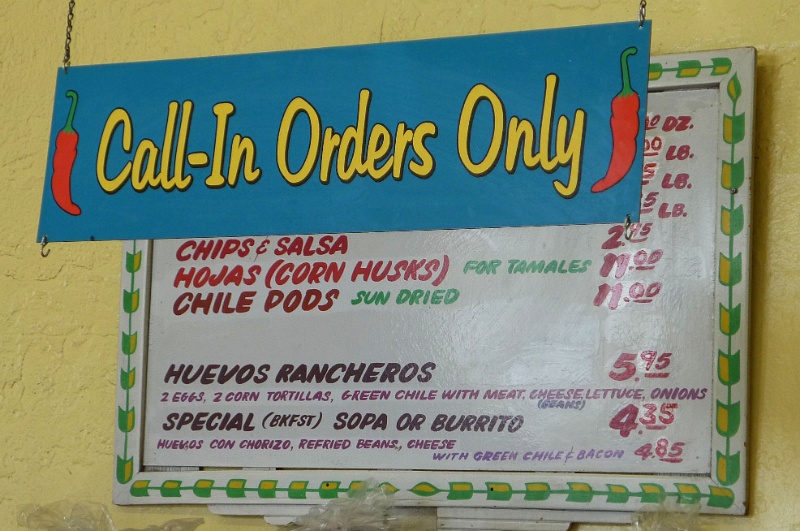 Call-In Orders Only
DZ.
LB.
LB.
LB.
CHIPS & SALSA 2.95
HOJAS (CORN HUSKS) FOR TAMALES 11.00
CHILE PODS SUN DRIED 11.00
HUEVOS RANCHEROS 5.95
2 EGGS, 2 CORN TORTILLAS, GREEN CHILE WITH MEAT, CHEESE, LETTUCE, ONIONS
(BEANS)
SPECIAL (BKFST) SOPA OR BURRITO 4.35
HUEVOS CON CHORIZO, REFRIED BEANS, CHEESE
WITH GREEN CHILE & BACON 4.85